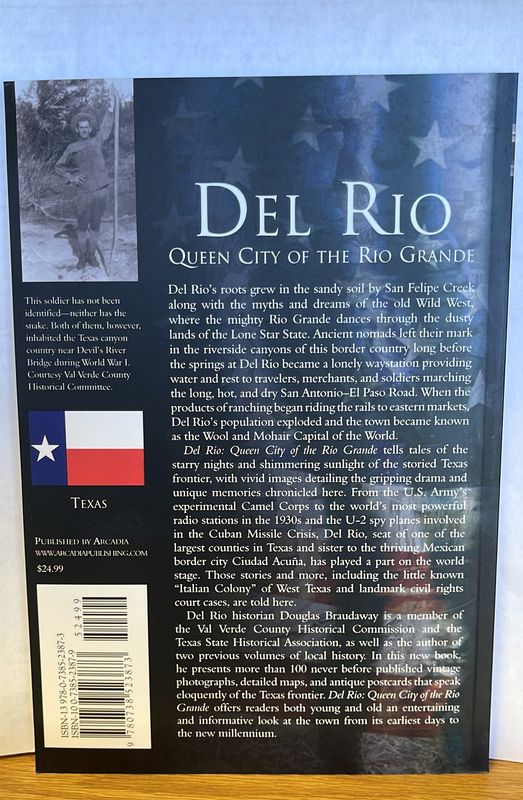 DEL RIO
QUEEN CITY OF THE RIO GRANDE
Del Rio's roots grew in the sandy soil by San Felipe Creek
along with the myths and dreams of the old Wild West,
where the mighty Rio Grande dances through the dusty
lands of the Lone Star State. Ancient nomads left their mark
in the riverside canyons of this border country long before
the springs at Del Rio became a lonely waystation providing
water and rest to travelers, merchants, and soldiers marching
the long, hot, and dry San Antonio–El Paso Road. When the
products of ranching began riding the rails to eastern markets,
Del Rio's population exploded and the town became known
as the Wool and Mohair Capital of the World.
Del Rio: Queen City of the Rio Grande tells tales of the
starry nights and shimmering sunlight of the storied Texas
frontier, with vivid images detailing the gripping drama and
unique memories chronicled here. From the U.S. Army's
experimental Camel Corps to the world's most powerful
radio stations in the 1930s and the U-2 spy planes involved
in the Cuban Missile Crisis, Del Rio, seat of one of the
largest counties in Texas and sister to the thriving Mexican
border city Ciudad Acuña, has played a part on the world
stage. Those stories and more, including the little known
“Italian Colony” of West Texas and landmark civil rights
court cases, are told here.
Del Rio historian Douglas Braudaway is a member of
the Val Verde County Historical Commission and the
Texas State Historical Association, as well as the author of
two previous volumes of local history. In this new book,
he presents more than 100 never before published vintage
photographs, detailed maps, and antique postcards that speak
eloquently of the Texas frontier. Del Rio: Queen City of the Rio
Grande offers readers both young and old an entertaining
and informative look at the town from its earliest days to
the new millennium.
This soldier has not been
identified—neither has the
snake. Both of them, however,
inhabited the Texas canyon
country near Devil's River
Bridge during World War I.
Courtesy Val Verde County
Historical Committee.
TEXAS
PUBLISHED BY ARCADIA
WWW.ARCADIAPUBLISHING.COM
$24.99
ISBN-13 978-0-7385-2387-3
ISBN-10 0-7385-2387-9
52499
9 780738 523873